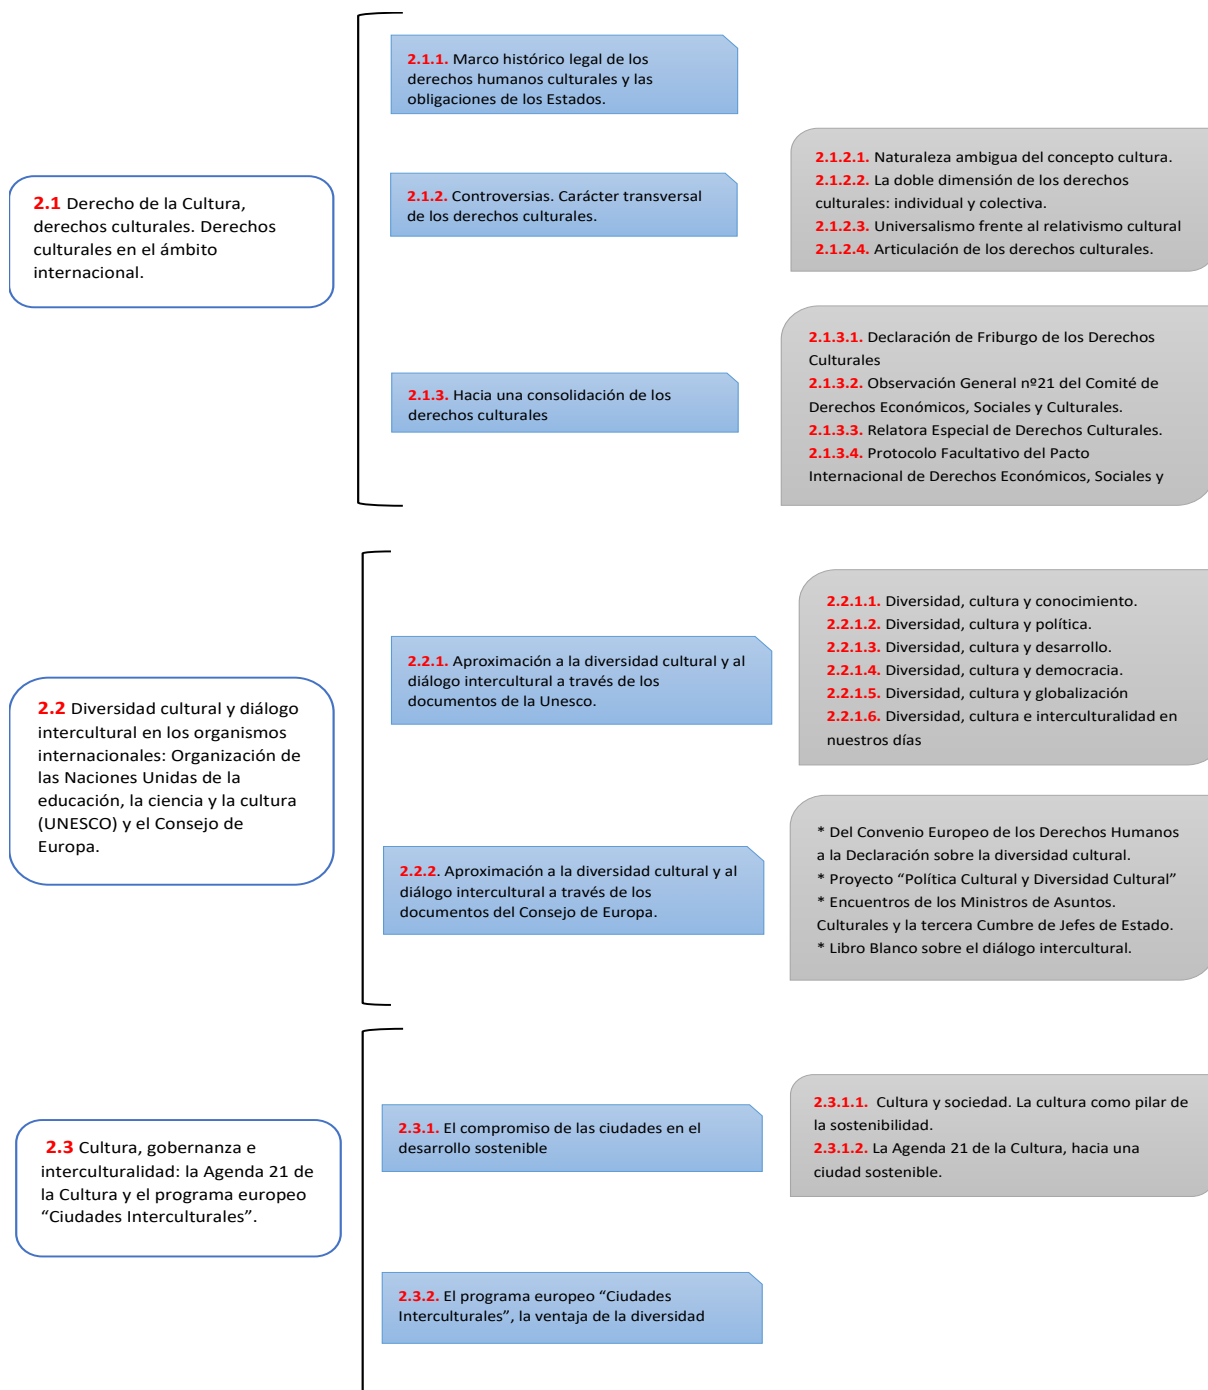 2.1 Derecho de la Cultura,
derechos culturales. Derechos
culturales en el ámbito
internacional.
2.1.1. Marco histórico legal de los
derechos humanos culturales y las
obligaciones de los Estados.
2.1.2. Controversias. Carácter transversal
de los derechos culturales.
2.1.2.1. Naturaleza ambigua del concepto cultura.
2.1.2.2. La doble dimensión de los derechos
culturales: individual y colectiva.
2.1.2.3. Universalismo frente al relativismo cultural
2.1.2.4. Articulación de los derechos culturales.
2.1.3. Hacia una consolidación de los
derechos culturales
2.1.3.1. Declaración de Friburgo de los Derechos
Culturales
2.1.3.2. Observación General nº21 del Comité de
Derechos Económicos, Sociales y Culturales.
2.1.3.3. Relatora Especial de Derechos Culturales.
2.1.3.4. Protocolo Facultativo del Pacto
Internacional de Derechos Económicos, Sociales y
2.2 Diversidad cultural y diálogo
intercultural en los organismos
internacionales: Organización de
las Naciones Unidas de la
educación, la ciencia y la cultura
(UNESCO) y el Consejo de
Europa.
2.2.1. Aproximación a la diversidad cultural y al
diálogo intercultural a través de los
documentos de la Unesco.
2.2.1.1. Diversidad, cultura y conocimiento.
2.2.1.2. Diversidad, cultura y política.
2.2.1.3. Diversidad, cultura y desarrollo.
2.2.1.4. Diversidad, cultura y democracia.
2.2.1.5. Diversidad, cultura y globalización
2.2.1.6. Diversidad, cultura e interculturalidad en
nuestros días
2.2.2. Aproximación a la diversidad cultural y al
diálogo intercultural a través de los
documentos del Consejo de Europa.
* Del Convenio Europeo de los Derechos Humanos
a la Declaración sobre la diversidad cultural.
* Proyecto “Política Cultural y Diversidad Cultural”
* Encuentros de los Ministros de Asuntos.
Culturales y la tercera Cumbre de Jefes de Estado.
* Libro Blanco sobre el diálogo intercultural.
2.3 Cultura, gobernanza e
interculturalidad: la Agenda 21 de
la Cultura y el programa europeo
“Ciudades Interculturales”.
2.3.1. El compromiso de las ciudades en el
desarrollo sostenible
2.3.1.1. Cultura y sociedad. La cultura como pilar de
la sostenibilidad.
2.3.1.2. La Agenda 21 de la Cultura, hacia una
ciudad sostenible.
2.3.2. El programa europeo “Ciudades
Interculturales”, la ventaja de la diversidad